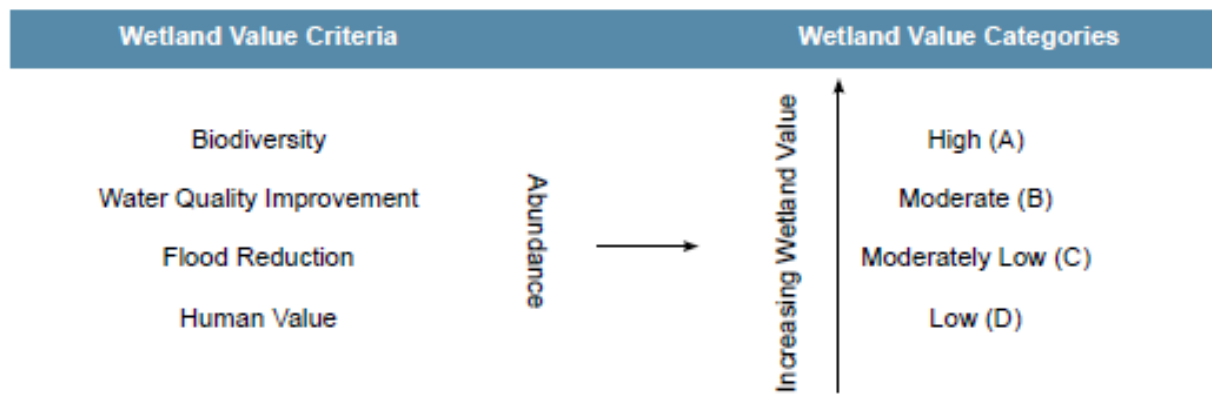 Wetland Value Criteria
Wetland Value Categories
Biodiversity
Water Quality Improvement
Flood Reduction
Human Value
Abundance
Increasing Wetland Value
High (A)
Moderate (B)
Moderately Low (C)
Low (D)